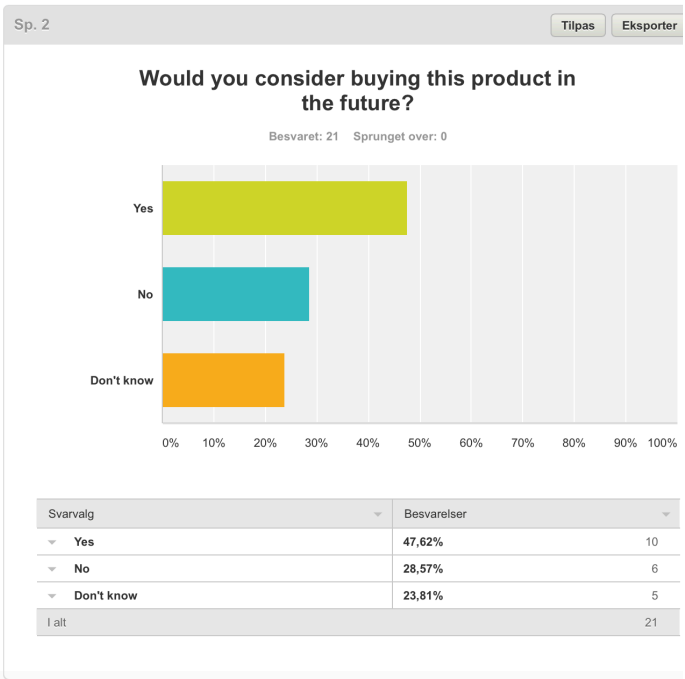 Sp. 2 Tilpas Eksporter
Would you consider buying this product in
the future?
Besvaret: 21 Sprunget over: 0
Yes
No
Don't know
0% 10% 20% 30% 40% 50% 60% 70% 80% 90% 100%
Svarvalg Besvarelser
Yes 47,62% 10
No 28,57% 6
Don't know 23,81% 5
I alt 21